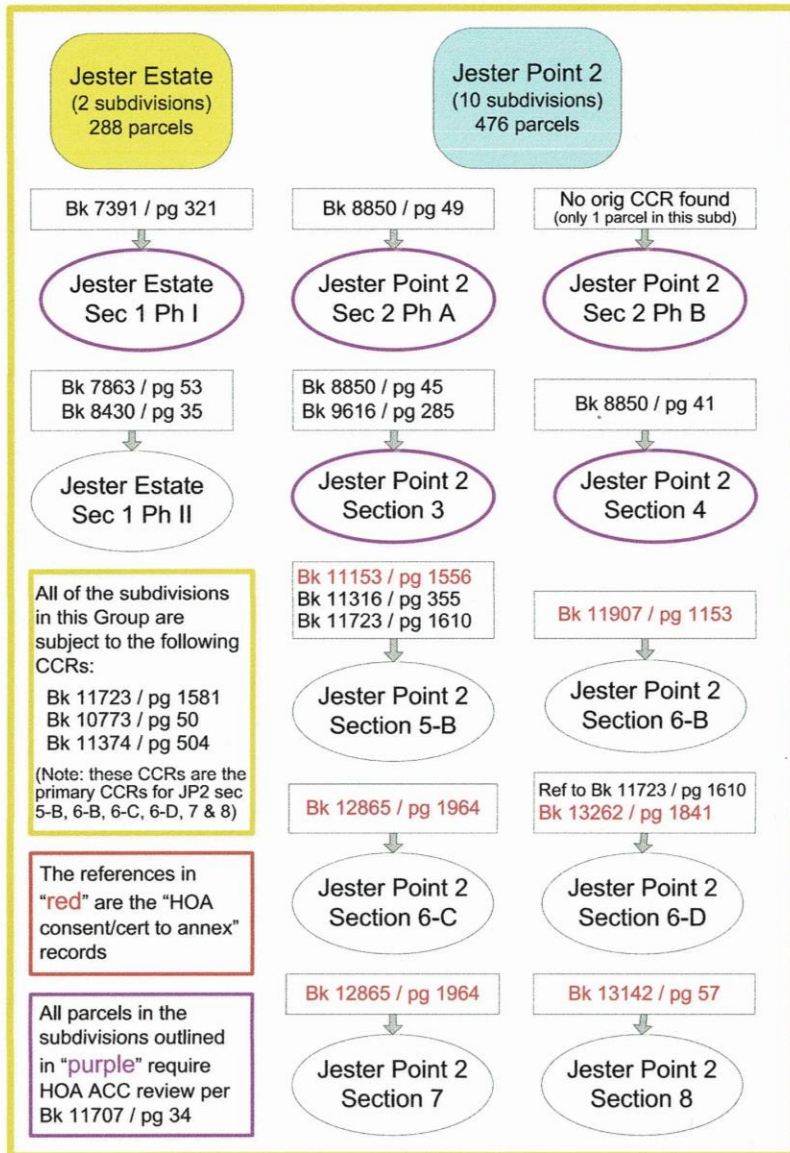 Jester Estate
(2 subdivisions)
288 parcels
Jester Point 2
(10 subdivisions)
476 parcels
Bk 7391 / pg 321
Jester Estate
Sec 1 Ph I
Bk 8850 / pg 49
Jester Point 2
Sec 2 Ph A
No orig CCR found
(only 1 parcel in this subd)
Jester Point 2
Sec 2 Ph B
Bk 7863 / pg 53
Bk 8430 / pg 35
Jester Estate
Sec 1 Ph II
Bk 8850 / pg 45
Bk 9616 / pg 285
Jester Point 2
Section 3
Bk 8850 / pg 41
Jester Point 2
Section 4
All of the subdivisions
in this Group are
subject to the following
CCRs:
Bk 11723 / pg 1581
Bk 10773 / pg 50
Bk 11374 / pg 504
(Note: these CCRs are the
primary CCRs for JP2 sec
5-B, 6-B, 6-C, 6-D, 7 & 8)
Bk 11153 / pg 1556
Bk 11316 / pg 355
Bk 11723 / pg 1610
Jester Point 2
Section 5-B
Bk 11907 / pg 1153
Jester Point 2
Section 6-B
The references in
"red" are the "HOA
consent/cert to annex"
records
Bk 12865 / pg 1964
Jester Point 2
Section 6-C
Ref to Bk 11723 / pg 1610
Bk 13262 / pg 1841
Jester Point 2
Section 6-D
All parcels in the
subdivisions outlined
in "purple" require
HOA ACC review per
Bk 11707 / pg 34
Bk 12865 / pg 1964
Jester Point 2
Section 7
Bk 13142 / pg 57
Jester Point 2
Section 8